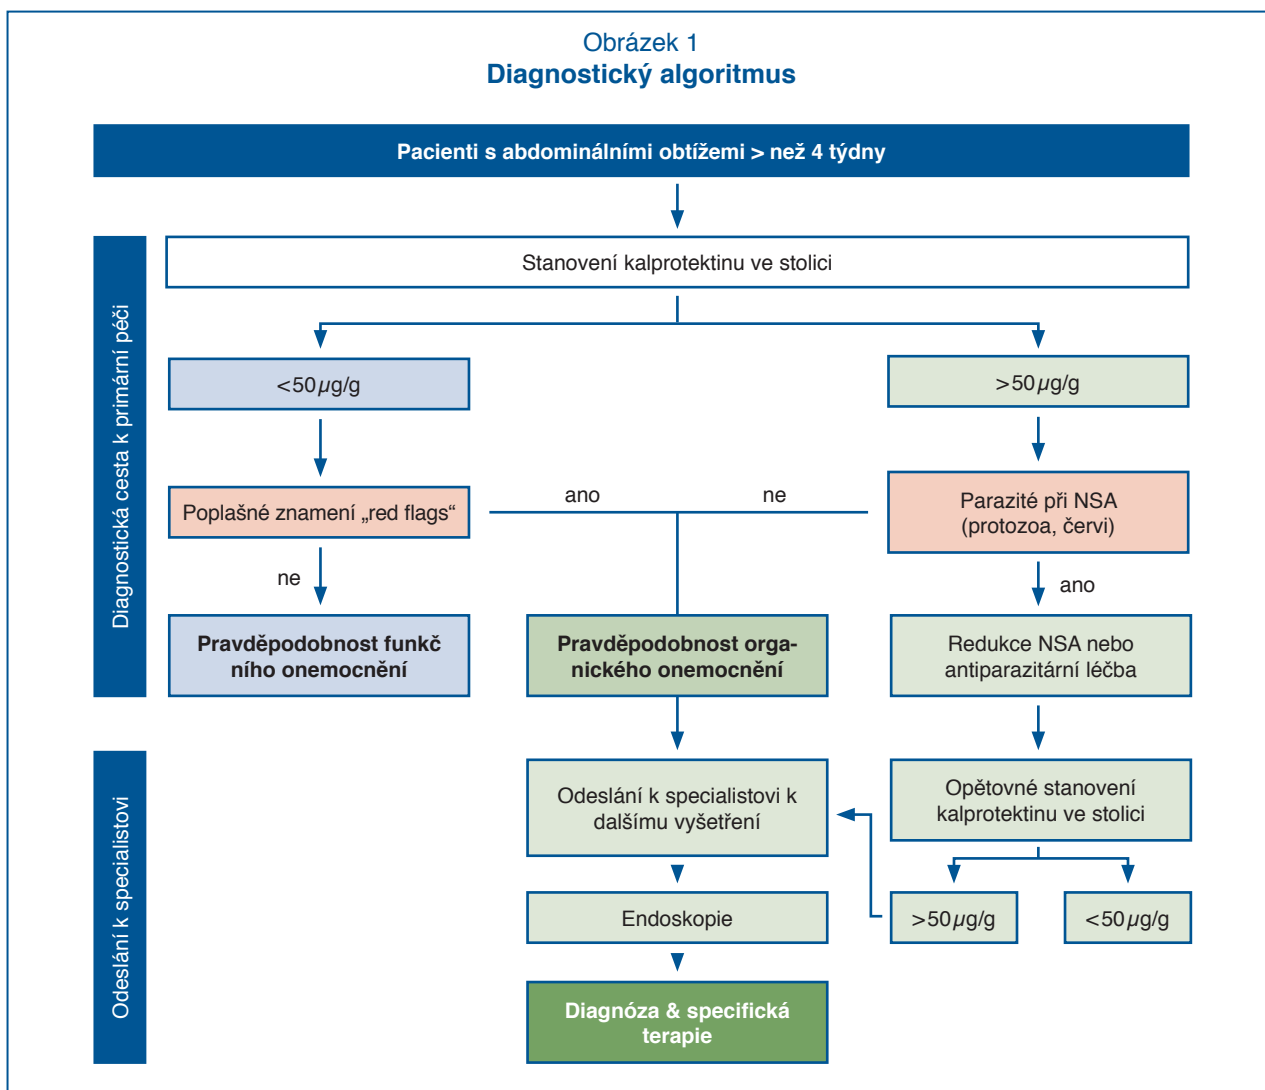 Obrázek 1
Diagnostický algoritmus
Pacienti s abdominálními obtížemi > než 4 týdny
Diagnostická cesta k primární péči
Stanovení kalprotektinu ve stolici
<50 µg/g
>50 µg/g
Poplašné znamení „red flags“
ano
ne
Parazité při NSA
(protozoa, červi)
ne
ano
Pravděpodobnost funkč
ního onemocnění
Pravděpodobnost orga-
nického onemocnění
Redukce NSA nebo
antiparazitární léčba
Odeslání k specialistovi
Odeslání k specialistovi k
dalšímu vyšetření
Opětovné stanovení
kalprotektinu ve stolici
Endoskopie
>50 µg/g
<50 µg/g
Diagnóza & specifická
terapie